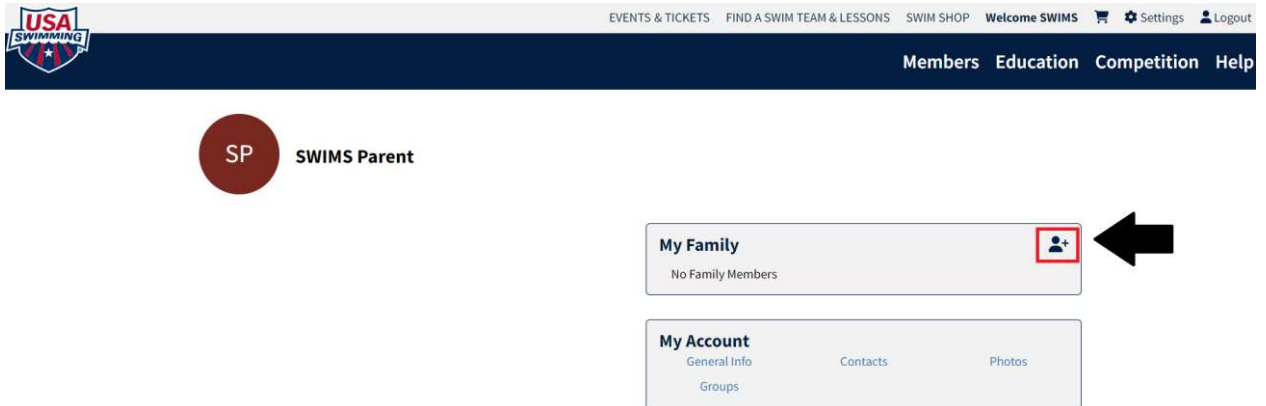 USA
SWIMMING
EVENTS & TICKETS FIND A SWIM TEAM & LESSONS SWIM SHOP Welcome SWIMS Settings Logout
Members Education Competition Help
SP
SWIMS Parent
My Family
No Family Members
My Account
General Info Contacts Photos
Groups